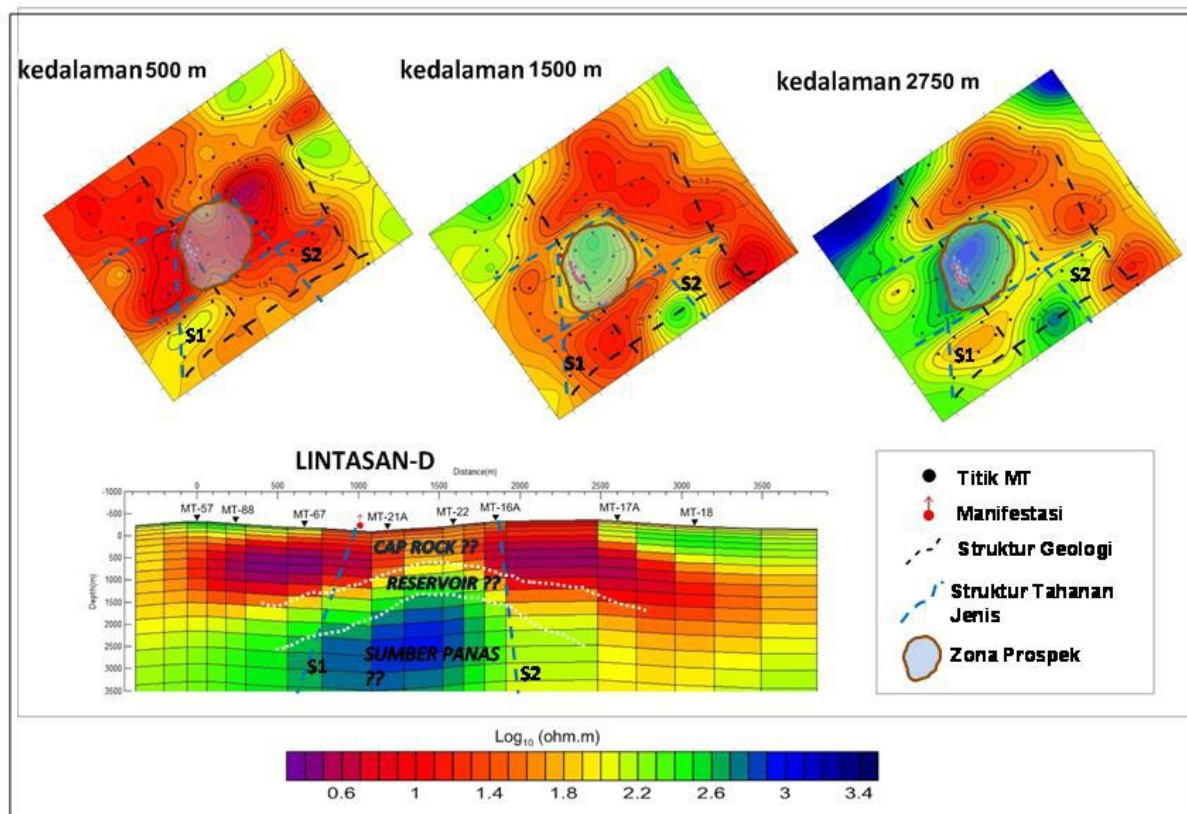 kedalaman 500 m
kedalaman 1500 m
kedalaman 2750 m
S1
S2
S1
S2
S1
S2
LINTASAN-D
Distance(m)
0 500 1000 1500 2000 2500 3000 3500
MT-57 MT-88 MT-67 MT-21A MT-22 MT-16A MT-17A MT-18
Depth(m)
-1000
-500
0
500
1000
1500
2000
2500
3000
3500
CAP ROCK ??
RESERVOIR ??
SUMBER PANAS
??
S1
S2
Titik MT
Manifestasi
Struktur Geologi
Struktur Tahanan
Jenis
Zona Prospek
Log10 (ohm.m)
0.6 1 1.4 1.8 2.2 2.6 3 3.4